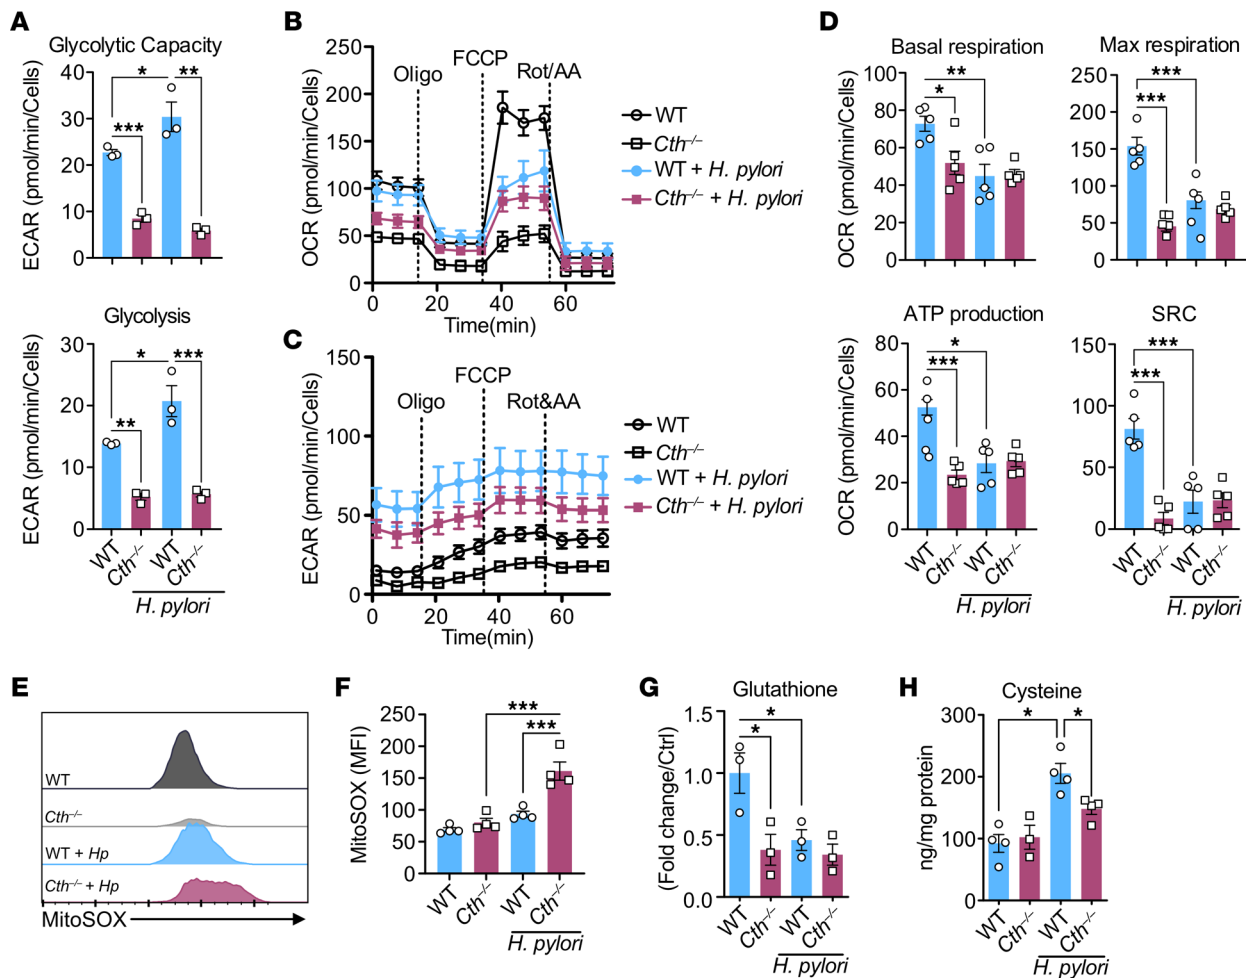 A
Glycolytic Capacity
ECAR (pmol/min/Cells)
40
30
20
10
0
*
**
***
Glycolysis
ECAR (pmol/min/Cells)
30
20
10
0
*
***
**
WT
Cth–/–
WT
Cth–/–
H. pylori
B
OCR (pmol/min/Cells)
250
200
150
100
50
0
Oligo
FCCP
Rot/AA
0
20
40
60
Time(min)
WT
Cth–/–
WT + H. pylori
Cth–/– + H. pylori
C
ECAR (pmol/min/Cells)
150
100
50
0
Oligo
FCCP
Rot&AA
0
20
40
60
Time(min)
WT
Cth–/–
WT + H. pylori
Cth–/– + H. pylori
D
Basal respiration
OCR (pmol/min/Cells)
100
80
60
40
20
0
**
*
Max respiration
250
200
150
100
50
0
***
***
ATP production
OCR (pmol/min/Cells)
80
60
40
20
0
*
***
WT
Cth–/–
WT
Cth–/–
H. pylori
SRC
150
100
50
0
***
***
WT
Cth–/–
WT
Cth–/–
H. pylori
E
WT
Cth–/–
WT + Hp
Cth–/– + Hp
MitoSOX
F
MitoSOX (MFI)
250
200
150
100
50
0
***
***
WT
Cth–/–
WT
Cth–/–
H. pylori
G
Glutathione
(Fold change/Ctrl)
1.5
1.0
0.5
0.0
*
*
WT
Cth–/–
WT
Cth–/–
H. pylori
H
Cysteine
ng/mg protein
300
200
100
0
*
*
WT
Cth–/–
WT
Cth–/–
H. pylori